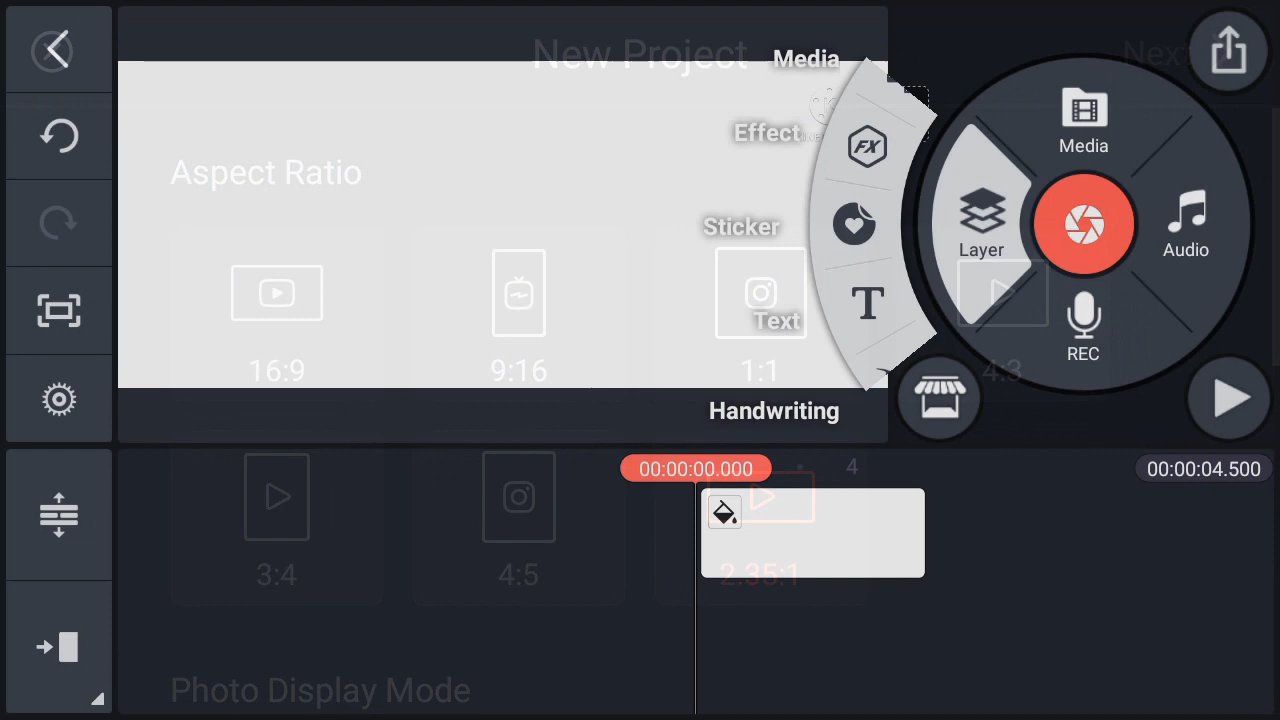 New Project
Next
Media
Effect
Aspect Ratio
Sticker
Text
Handwriting
FX
T
Media
Layer
Audio
REC
16:9
9:16
1:1
4:3
00:00:00.000
4
00:00:04.500
3:4
4:5
2.35:1
Photo Display Mode